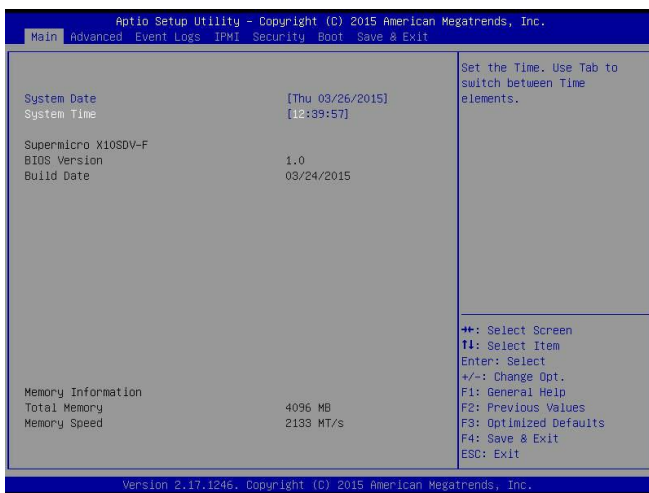 Aptio Setup Utility – Copyright (C) 2015 American Megatrends, Inc.
Main Advanced Event Logs IPMI Security Boot Save & Exit
System Date [Thu 03/26/2015]
System Time [12:39:57]
Supermicro X10SDV-F
BIOS Version 1.0
Build Date 03/24/2015
Memory Information
Total Memory 4096 MB
Memory Speed 2133 MT/s
Set the Time. Use Tab to
switch between Time
elements.
→←: Select Screen
↑↓: Select Item
Enter: Select
+/-: Change Opt.
F1: General Help
F2: Previous Values
F3: Optimized Defaults
F4: Save & Exit
ESC: Exit
Version 2.17.1246. Copyright (C) 2015 American Megatrends, Inc.